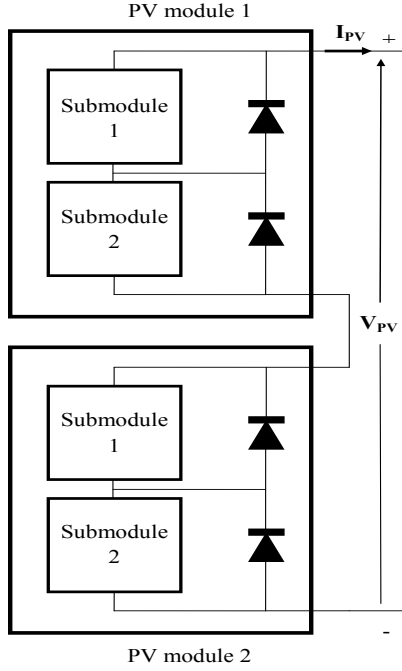 PV module 1
I_PV
+
Submodule
1
Submodule
2
V_PV
Submodule
1
Submodule
2
-
PV module 2